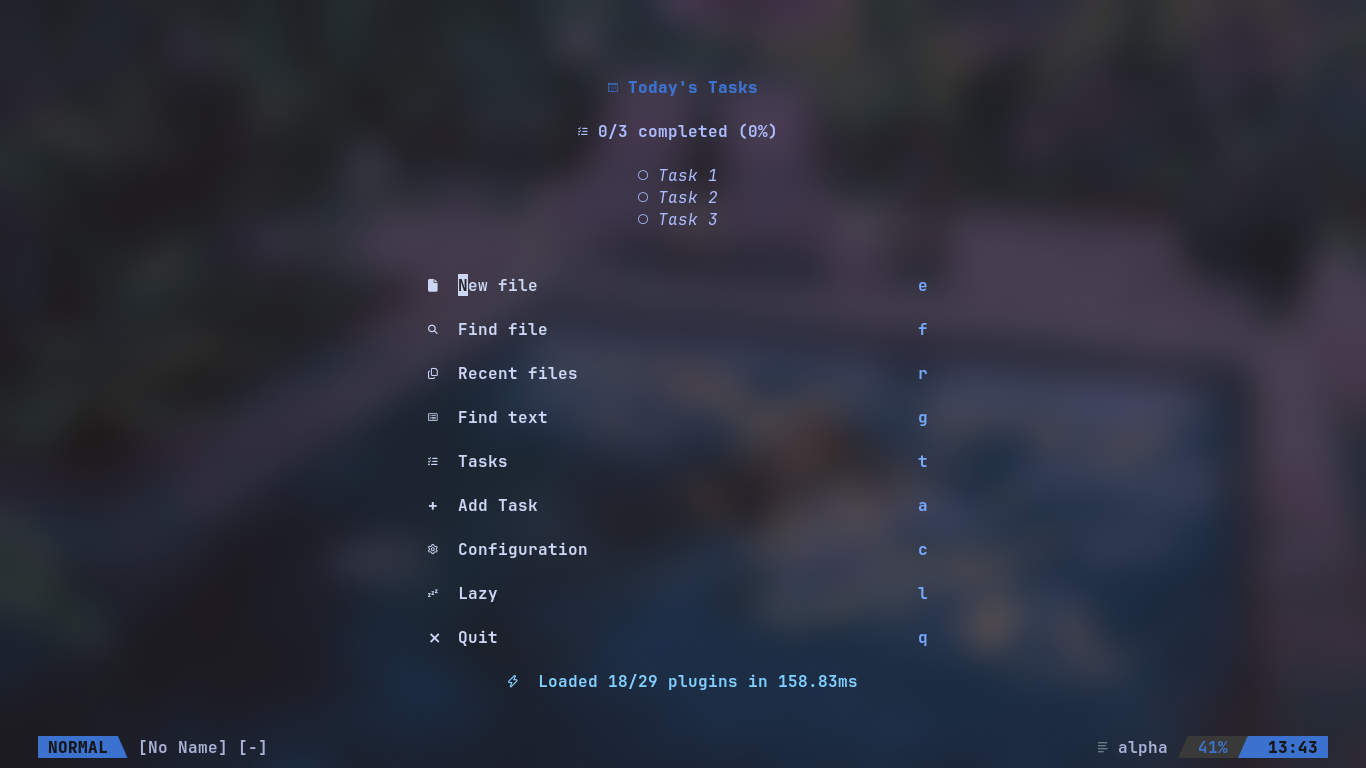 Today's Tasks
0/3 completed (0%)
Task 1
Task 2
Task 3
New file e
Find file f
Recent files r
Find text g
Tasks t
Add Task a
Configuration c
Lazy l
Quit q
Loaded 18/29 plugins in 158.83ms
NORMAL [No Name] [-] alpha 41% 13:43